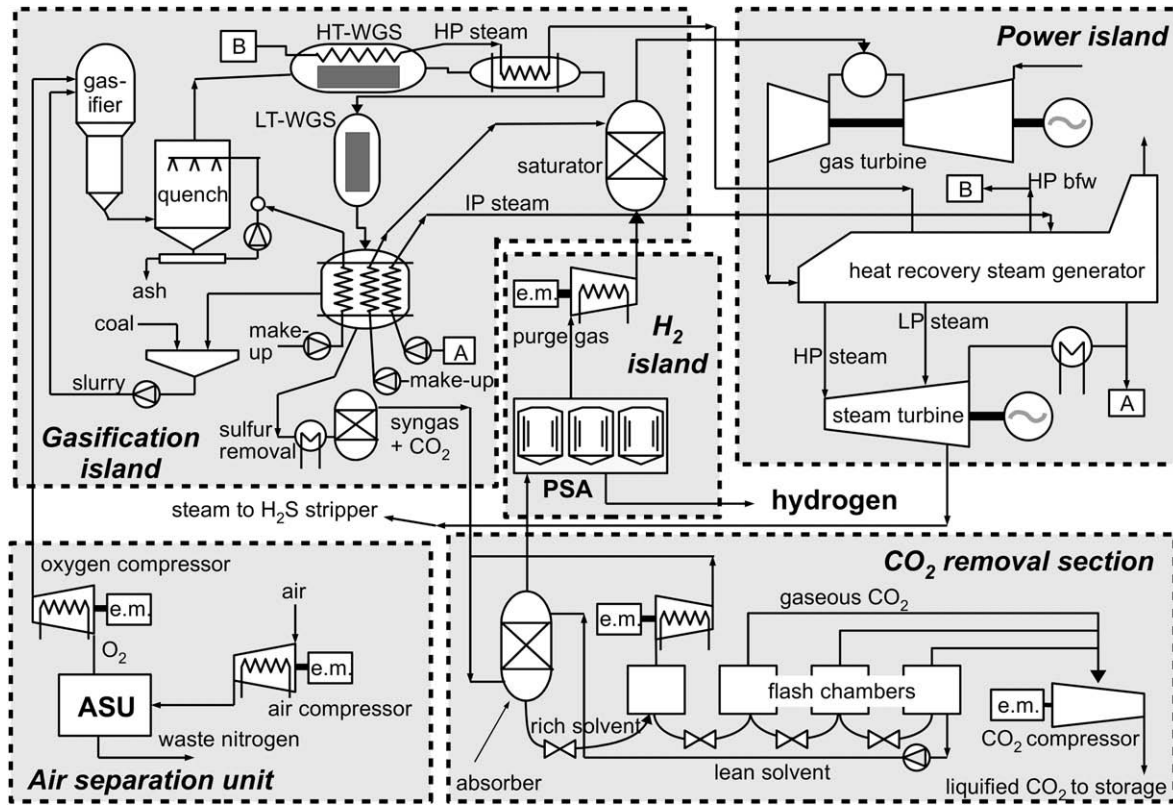 HT-WGS
HP steam
B
gas-
ifier
LT-WGS
quench
saturator
IP steam
ash
coal
make-
up
A
make-up
slurry
sulfur
removal
syngas
+ CO2
Gasification
island
Power island
gas turbine
B
HP bfw
heat recovery steam generator
HP steam
LP steam
steam turbine
A
e.m.
purge gas
H2
island
PSA
hydrogen
steam to H2S stripper
oxygen compressor
e.m.
air
O2
ASU
e.m.
air compressor
waste nitrogen
Air separation unit
CO2 removal section
gaseous CO2
e.m.
flash chambers
rich solvent
e.m.
CO2 compressor
lean solvent
absorber
liquified CO2 to storage